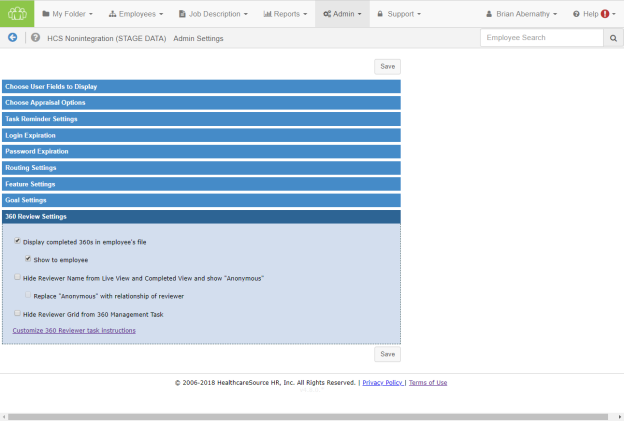 My Folder Employees Job Description Reports Admin Support Brian Abernathy Help
HCS Nonintegration (STAGE DATA) Admin Settings Employee Search
Save
Choose User Fields to Display
Choose Appraisal Options
Task Reminder Settings
Login Expiration
Password Expiration
Routing Settings
Feature Settings
Goal Settings
360 Review Settings
Display completed 360s in employee's file
Show to employee
Hide Reviewer Name from Live View and Completed View and show "Anonymous"
Replace "Anonymous" with relationship of reviewer
Hide Reviewer Grid from 360 Management Task
Customize 360 Reviewer task instructions
Save
© 2006-2018 HealthcareSource HR, Inc. All Rights Reserved. | Privacy Policy | Terms of Use